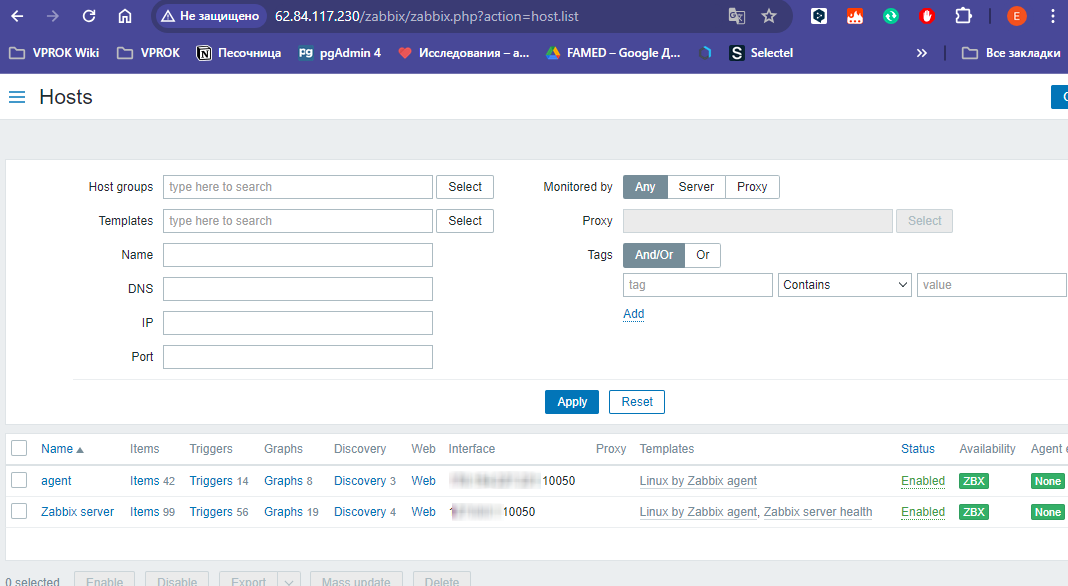 Не защищено 62.84.117.230/zabbix/zabbix.php?action=host.list E
VPROK Wiki VPROK Песочница pgAdmin 4 Исследования – a... FAMED – Google Д... S Selectel » Все закладки
Hosts
Host groups type here to search Select Monitored by Any Server Proxy
Templates type here to search Select Proxy Select
Name Tags And/Or Or
DNS tag Contains value
IP Add
Port
Apply Reset
Name Items Triggers Graphs Discovery Web Interface Proxy Templates Status Availability Agent
agent Items 42 Triggers 14 Graphs 8 Discovery 3 Web 10050 Linux by Zabbix agent Enabled ZBX None
Zabbix server Items 99 Triggers 56 Graphs 19 Discovery 4 Web 10050 Linux by Zabbix agent, Zabbix server health Enabled ZBX None
0 selected Enable Disable Export Mass update Delete